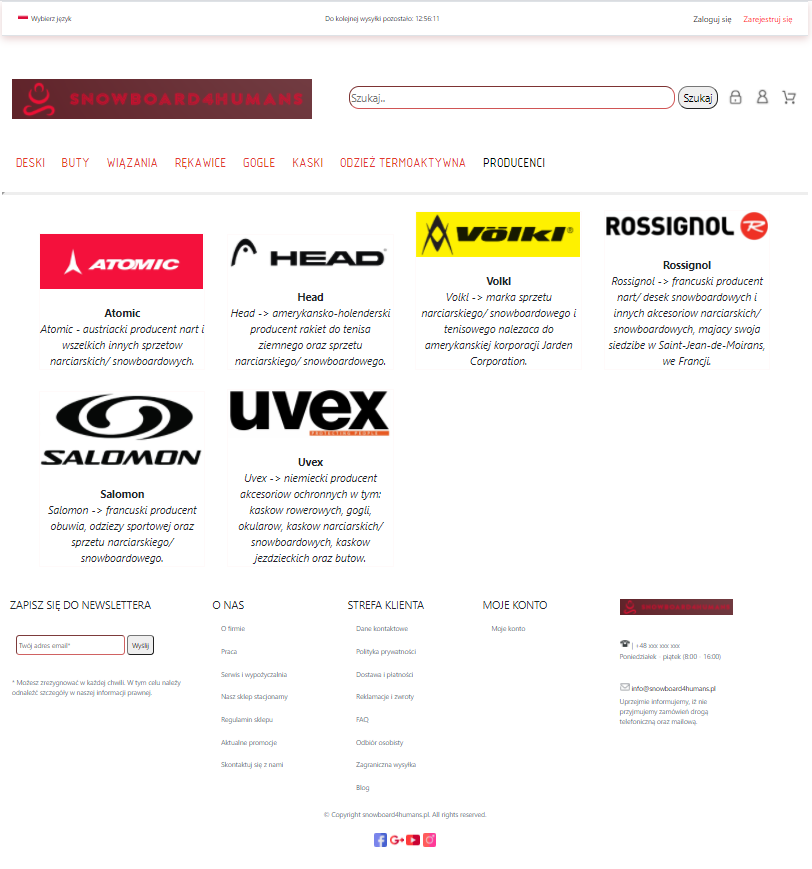 Wybierz język
Do kolejnej wysyłki pozostało: 12:56:11
Zaloguj się Zarejestruj się
SNOWBOARD4HUMANS
Szukaj.. Szukaj
DESKI BUTY WIĄZANIA RĘKAWICE GOGLE KASKI ODZIEŻ TERMOAKTYWNA PRODUCENCI
ATOMIC
Atomic
Atomic - austriacki producent nart i
wszelkich innych sprzetow
narciarskich/ snowboardowych.
HEAD
Head
Head -> amerykansko-holenderski
producent rakiet do tenisa
ziemnego oraz sprzetu
narciarskiego/ snowboardowego.
Völkl®
Volkl
Volkl -> marka sprzetu
narciarskiego/ snowboardowego i
tenisowego nalezaca do
amerykanskiej korporacji Jarden
Corporation.
ROSSIGNOL R
Rossignol
Rossignol -> francuski producent
nart/ desek snowboardowych i
innych akcesoriow narciarskich/
snowboardowych, majacy swoja
siedzibe w Saint-Jean-de-Moirans,
we Francji.
SALOMON
Salomon
Salomon -> francuski producent
obuwia, odziezy sportowej oraz
sprzetu narciarskiego/
snowboardowego.
uvex
PROTECTING PEOPLE
Uvex
Uvex -> niemiecki producent
akcesoriow ochronnych w tym:
kaskow rowerowych, gogli,
okularow, kaskow narciarskich/
snowboardowych, kaskow
jezdzieckich oraz butow.
ZAPISZ SIĘ DO NEWSLETTERA
Twój adres email* Wyślij
* Możesz zrezygnować w każdej chwili. W tym celu należy
odnaleźć szczegóły w naszej informacji prawnej.
O NAS
O firmie
Praca
Serwis i wypożyczalnia
Nasz sklep stacjonarny
Regulamin sklepu
Aktualne promocje
Skontaktuj się z nami
STREFA KLIENTA
Dane kontaktowe
Polityka prywatności
Dostawa i płatności
Reklamacje i zwroty
FAQ
Odbiór osobisty
Zagraniczna wysyłka
Blog
MOJE KONTO
Moje konto
SNOWBOARD4HUMANS
| +48 xxx xxx xxx
Poniedziałek - piątek (8:00 - 16:00)
info@snowboard4humans.pl
Uprzejmie informujemy, iż nie
przyjmujemy zamówień drogą
telefoniczną oraz mailową.
© Copyright snowboard4humans.pl. All rights reserved.